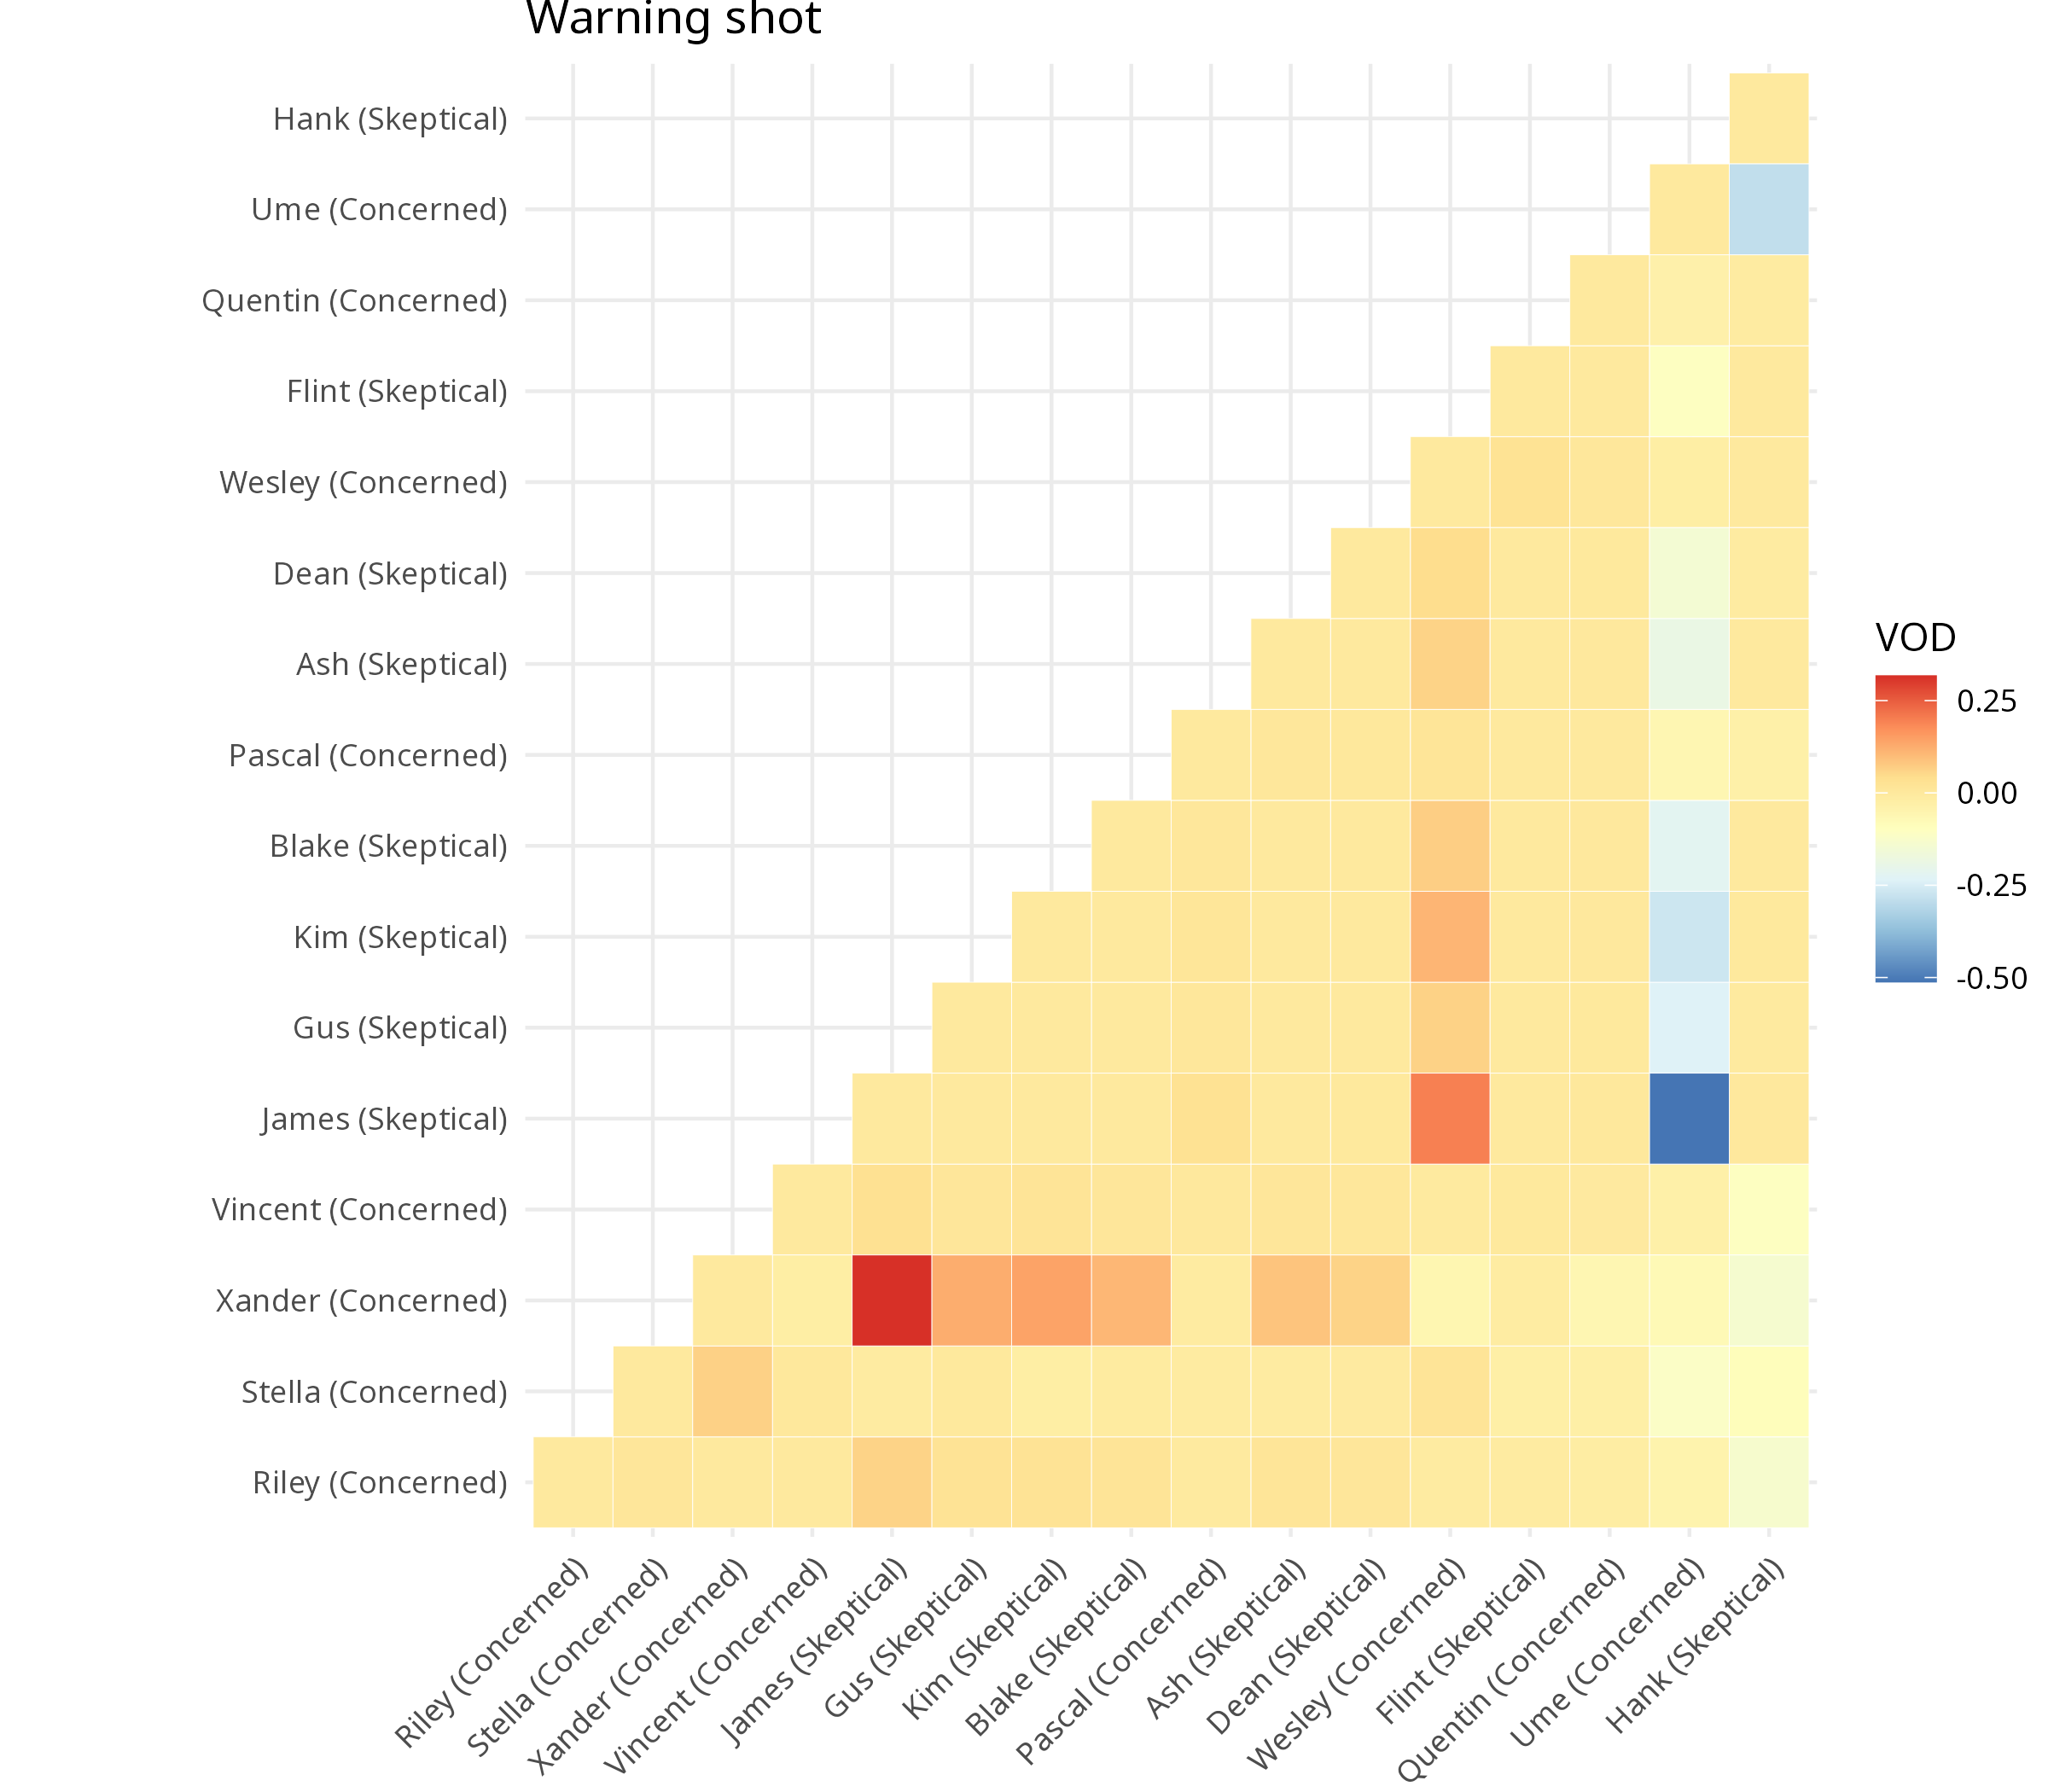 Warning shot
Hank (Skeptical)
Ume (Concerned)
Quentin (Concerned)
Flint (Skeptical)
Wesley (Concerned)
Dean (Skeptical)
Ash (Skeptical)
Pascal (Concerned)
Blake (Skeptical)
Kim (Skeptical)
Gus (Skeptical)
James (Skeptical)
Vincent (Concerned)
Xander (Concerned)
Stella (Concerned)
Riley (Concerned)
Riley (Concerned)
Stella (Concerned)
Xander (Concerned)
Vincent (Concerned)
James (Skeptical)
Gus (Skeptical)
Kim (Skeptical)
Blake (Skeptical)
Pascal (Concerned)
Ash (Skeptical)
Dean (Skeptical)
Wesley (Concerned)
Flint (Skeptical)
Quentin (Concerned)
Ume (Concerned)
Hank (Skeptical)
VOD
0.25
0.00
-0.25
-0.50